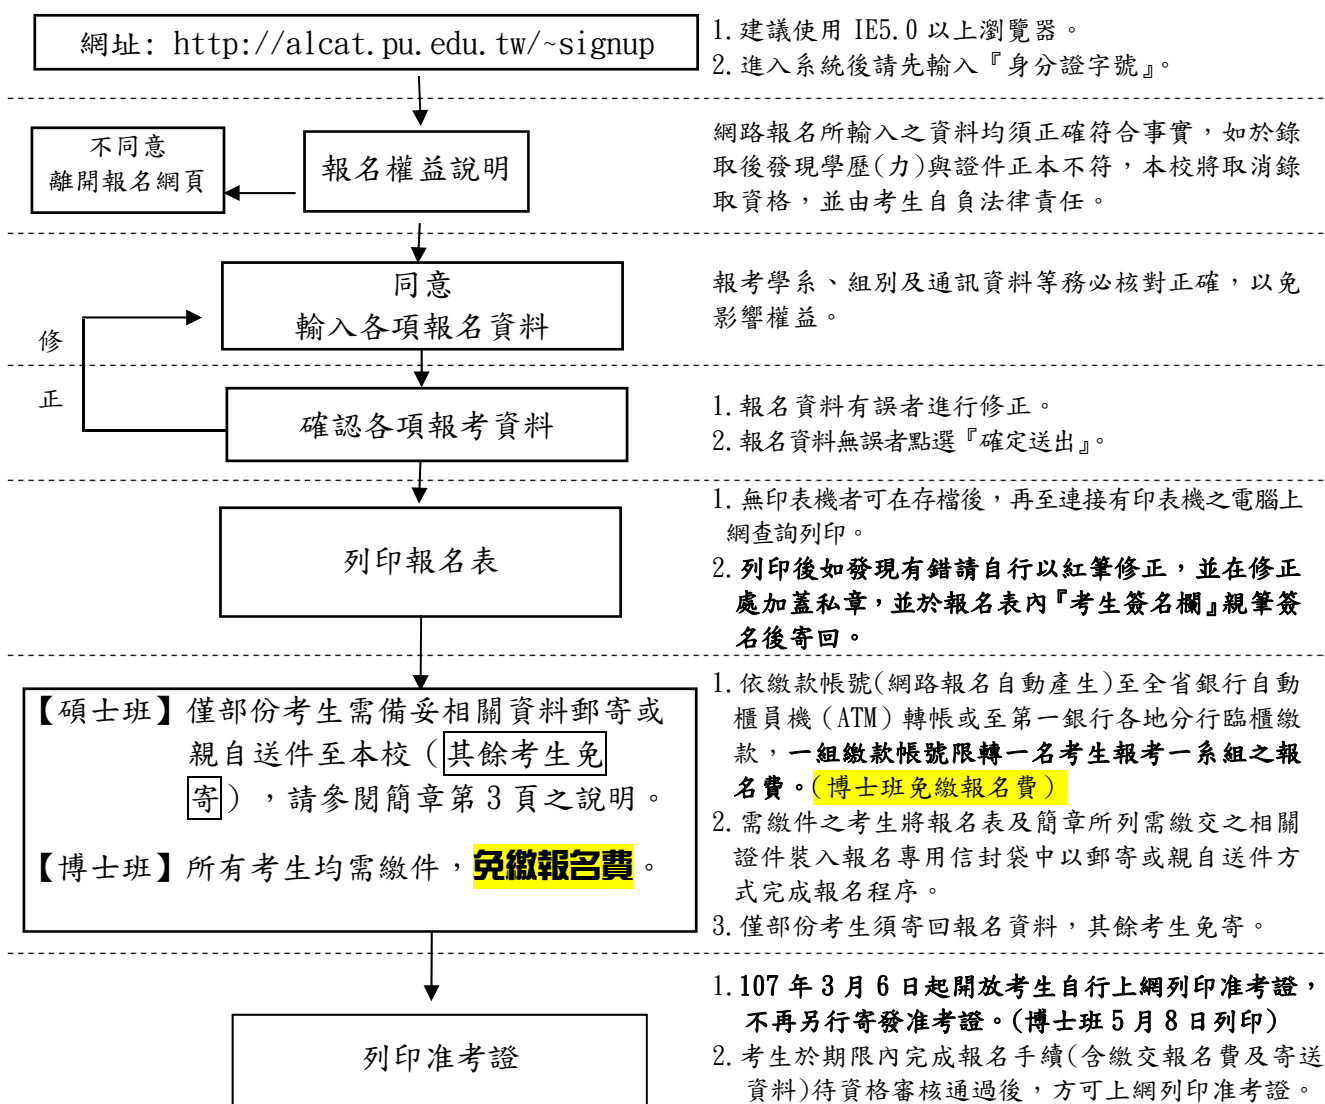 網址: http://alcat.pu.edu.tw/~signup
1.建議使用 IE5.0 以上瀏覽器。
2.進入系統後請先輸入『身分證字號』。
不同意
離開報名網頁
報名權益說明
網路報名所輸入之資料均須正確符合事實，如於錄
取後發現學歷(力)與證件正本不符，本校將取消錄
取資格，並由考生自負法律責任。
同意
輸入各項報名資料
報考學系、組別及通訊資料等務必核對正確，以免
影響權益。
修
正
確認各項報考資料
1.報名資料有誤者進行修正。
2.報名資料無誤者點選『確定送出』。
列印報名表
1.無印表機者可在存檔後，再至連接有印表機之電腦上
網查詢列印。
2.列印後如發現有錯請自行以紅筆修正，並在修正
處加蓋私章，並於報名表內『考生簽名欄』親筆簽
名後寄回。
【碩士班】僅部份考生需備妥相關資料郵寄或
親自送件至本校（其餘考生免
寄），請參閱簡章第 3 頁之說明。
【博士班】所有考生均需繳件，免繳報名費。
1.依繳款帳號(網路報名自動產生)至全省銀行自動
櫃員機（ATM）轉帳或至第一銀行各地分行臨櫃繳
款，一組繳款帳號限轉一名考生報考一系組之報
名費。(博士班免繳報名費)
2.需繳件之考生將報名表及簡章所列需繳交之相關
證件裝入報名專用信封袋中以郵寄或親自送件方
式完成報名程序。
3.僅部份考生須寄回報名資料，其餘考生免寄。
列印准考證
1.107 年 3 月 6 日起開放考生自行上網列印准考證，
不再另行寄發准考證。(博士班 5 月 8 日列印)
2.考生於期限內完成報名手續(含繳交報名費及寄送
資料)待資格審核通過後，方可上網列印准考證。